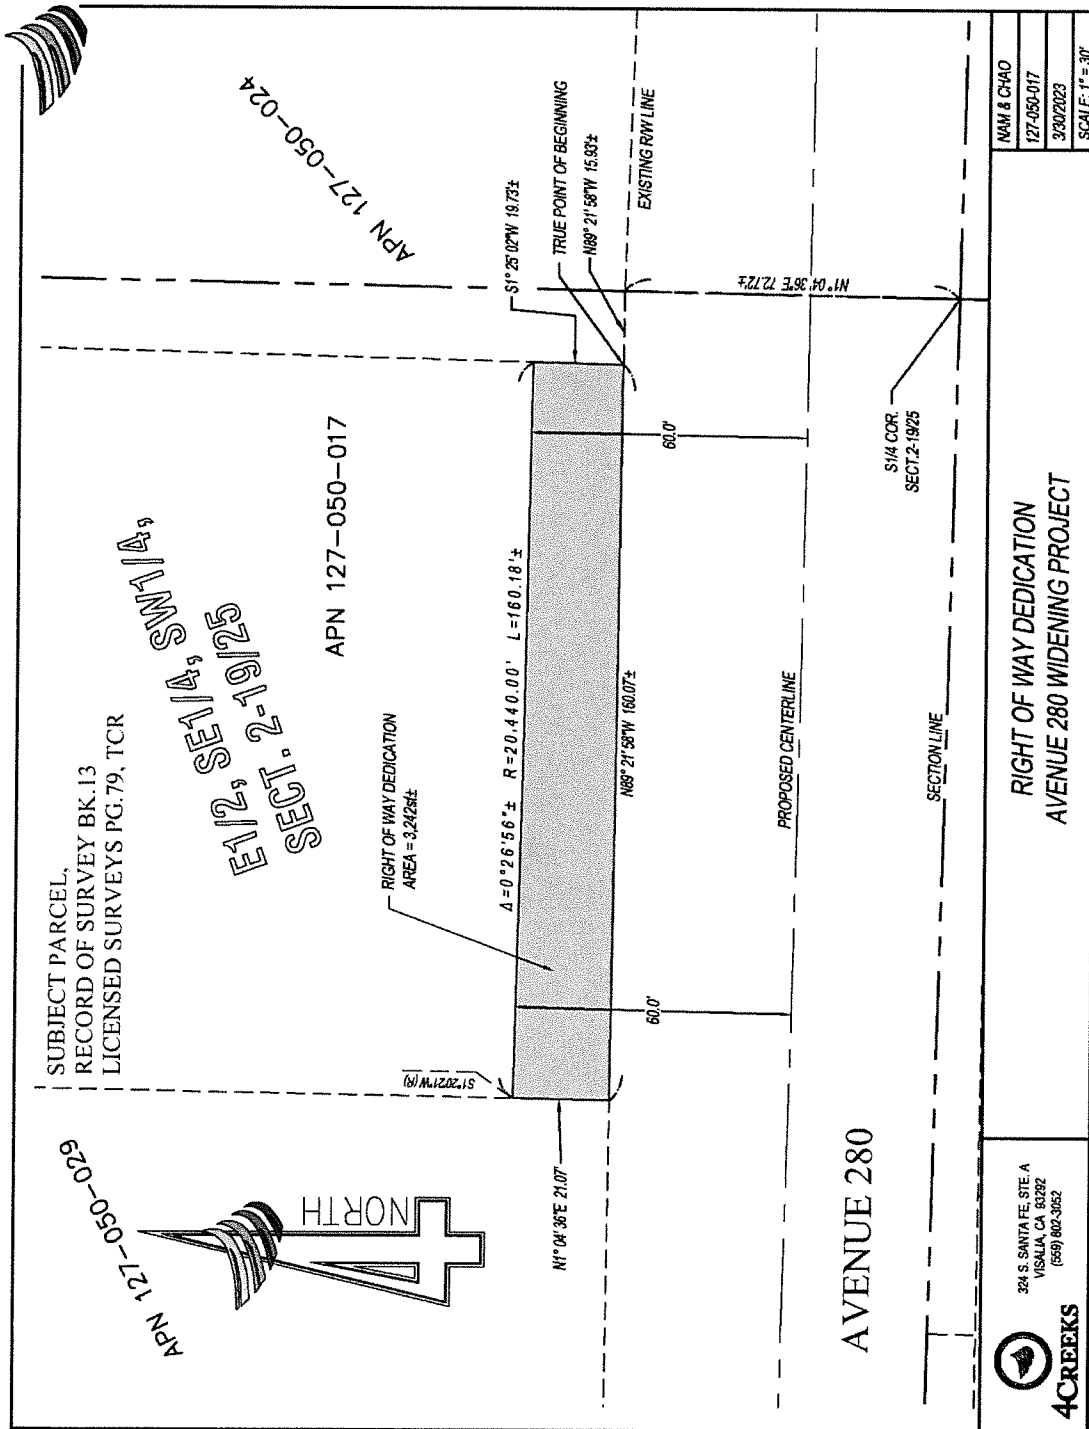 SUBJECT PARCEL,
RECORD OF SURVEY BK.13
LICENSED SURVEYS PG.79, TCR
APN 127-050-029
NORTH
E1/2, SE1/4, SW1/4,
SECT. 2-19/25
APN 127-050-017
APN 127-050-024
RIGHT OF WAY DEDICATION
AREA = 3,242sf±
S1°20'21"W (R)
Δ=0°26'56"± R=20,440.00' L=160.18'±
S1° 25' 02"W 19.73'±
TRUE POINT OF BEGINNING
N89° 21' 58"W 15.93'±
EXISTING R/W LINE
N1° 04' 36"E 21.07'
60.0'
N89° 21' 58"W 160.07'±
60.0'
N1° 04' 36"E 72.72'±
PROPOSED CENTERLINE
AVENUE 280
S1/4 COR.
SECT.2-19/25
SECTION LINE
4CREEKS
324 S. SANTA FE, STE. A
VISALIA, CA 93292
(559) 802-3052
RIGHT OF WAY DEDICATION
AVENUE 280 WIDENING PROJECT
NAM & CHAO
127-050-017
3/30/2023
SCALE: 1" = 30'